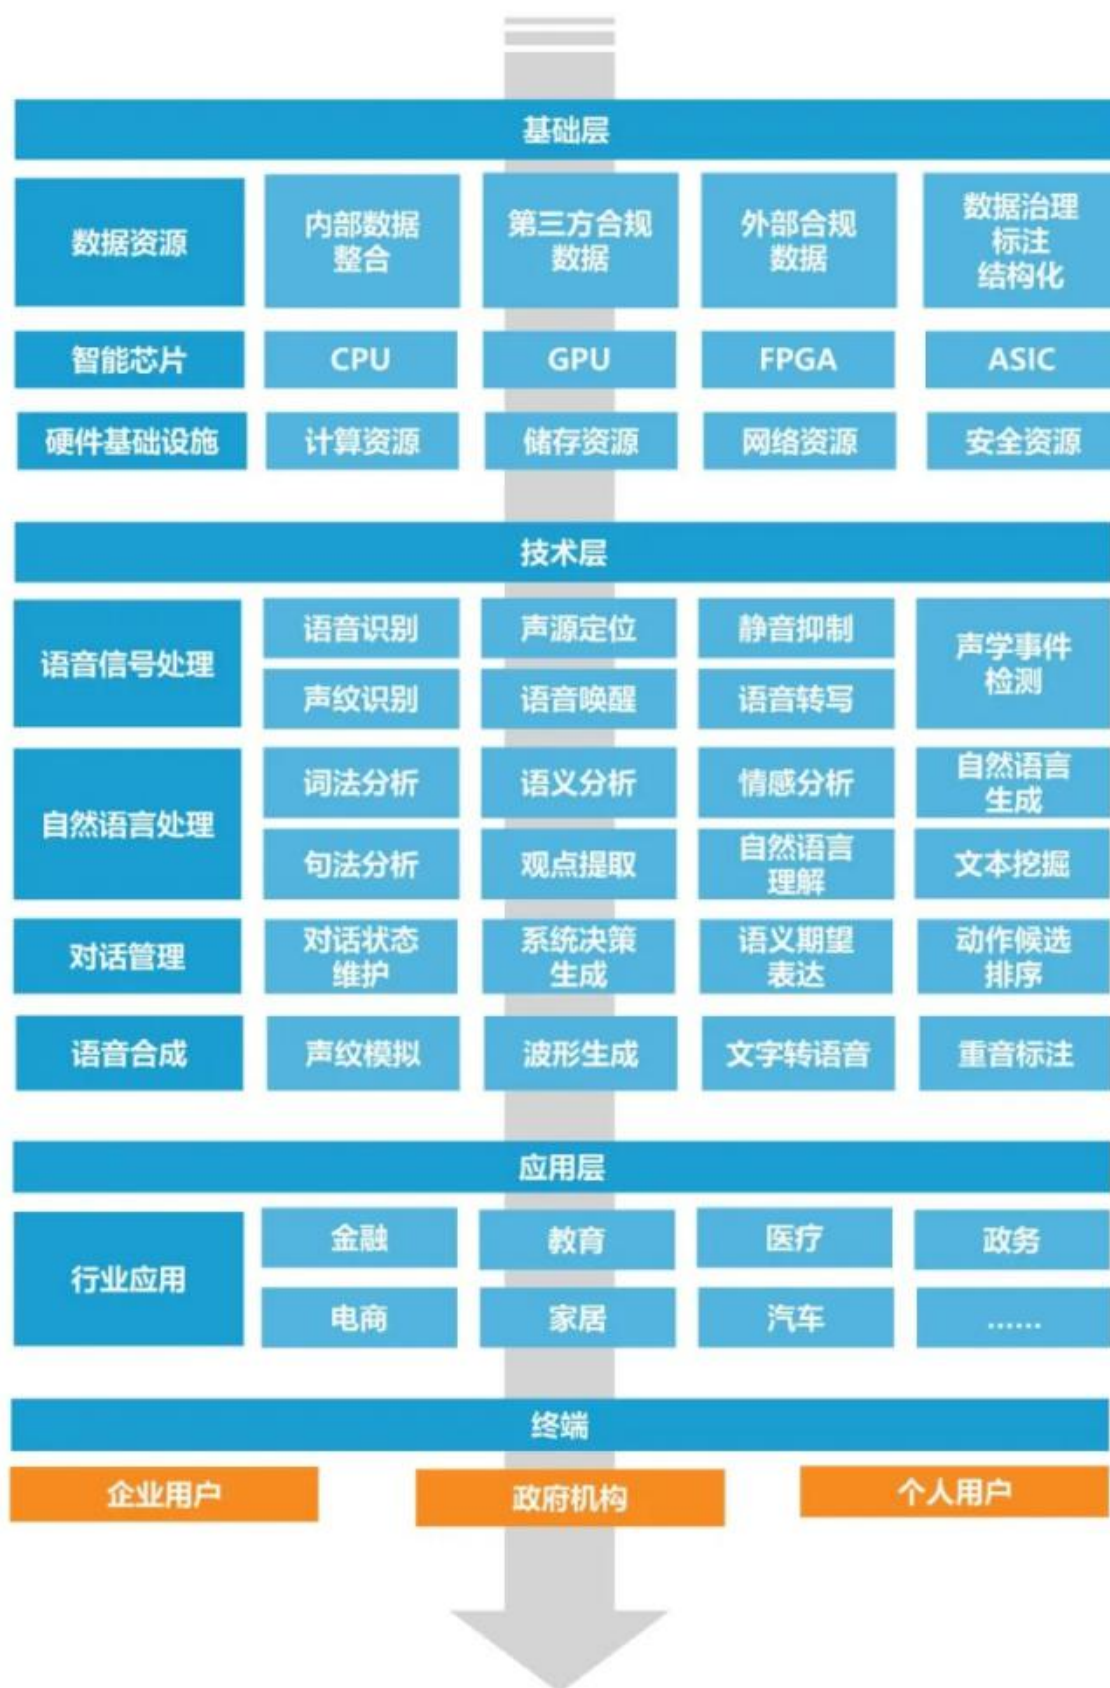 基础层
数据资源
内部数据
整合
第三方合规
数据
外部合规
数据
数据治理
标注
结构化
智能芯片
CPU
GPU
FPGA
ASIC
硬件基础设施
计算资源
储存资源
网络资源
安全资源
技术层
语音信号处理
语音识别
声源定位
静音抑制
声学事件
检测
声纹识别
语音唤醒
语音转写
自然语言处理
词法分析
语义分析
情感分析
自然语言
生成
句法分析
观点提取
自然语言
理解
文本挖掘
对话管理
对话状态
维护
系统决策
生成
语义期望
表达
动作候选
排序
语音合成
声纹模拟
波形生成
文字转语音
重音标注
应用层
行业应用
金融
教育
医疗
政务
电商
家居
汽车
......
终端
企业用户
政府机构
个人用户